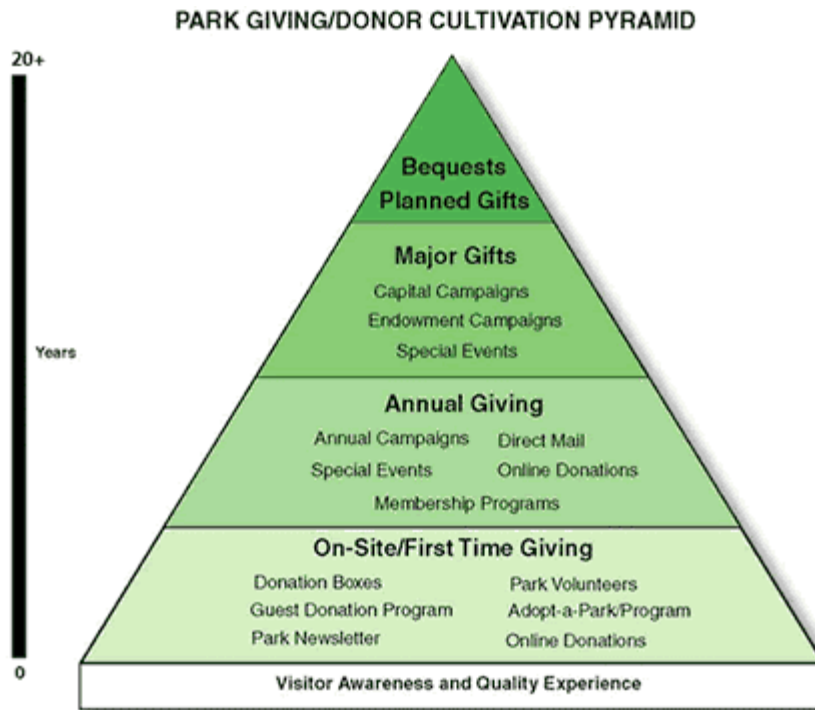 PARK GIVING/DONOR CULTIVATION PYRAMID
20+
Bequests
Planned Gifts
Major Gifts
Capital Campaigns
Endowment Campaigns
Special Events
Years
Annual Giving
Annual Campaigns Direct Mail
Special Events Online Donations
Membership Programs
On-Site/First Time Giving
Donation Boxes Park Volunteers
Guest Donation Program Adopt-a-Park/Program
Park Newsletter Online Donations
0
Visitor Awareness and Quality Experience